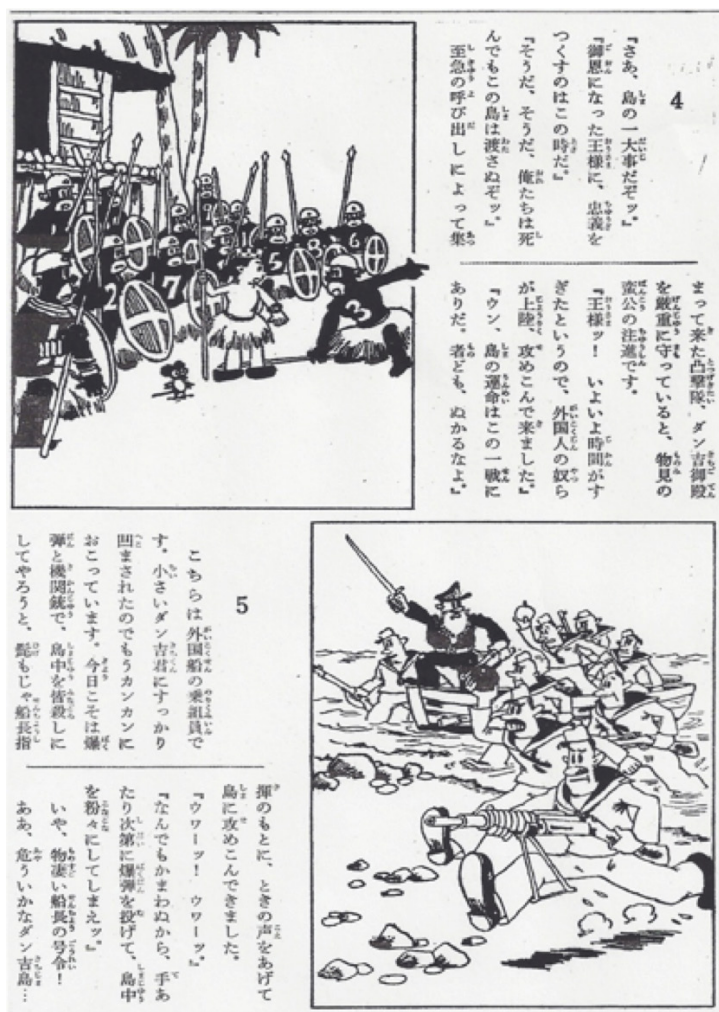 4
『さあ、島の一大事だぞッ。』
『御恩になった王様に、忠義を
つくすのはこの時だ。』
『そうだ、そうだ、俺たちは死
んでもこの島は渡さぬぞッ。』
至急の呼び出しによって集
まって来た凸撃隊、ダン吉御殿
を厳重に守っていると、物見の
蛮公の注進です。
『王様ッ! いよいよ時間がす
ぎたというので、外国人の奴ら
が上陸、攻めこんで来ました。』
『ウン、島の運命はこの一戦に
ありだ。者ども、ぬかるなよ。』
2
7
5
8
6
3
5
こちらは外国船の乗組員で
す。小さいダン吉君にすっかり
凹まされたのでもうカンカンに
おこっています。今日こそは爆
弾と機関銃で、島中を皆殺しに
してやろうと、髭もじゃ船長指
揮のもとに、ときの声をあげて
島に攻めこんできました。
『ウワーッ! ウワーッ。』
『なんでもかまわぬから、手あ
たり次第に爆弾を投げて、島中
を粉々にしてしまえッ。』
いや、物凄い船長の号令!
ああ、危ういかなダン吉島…